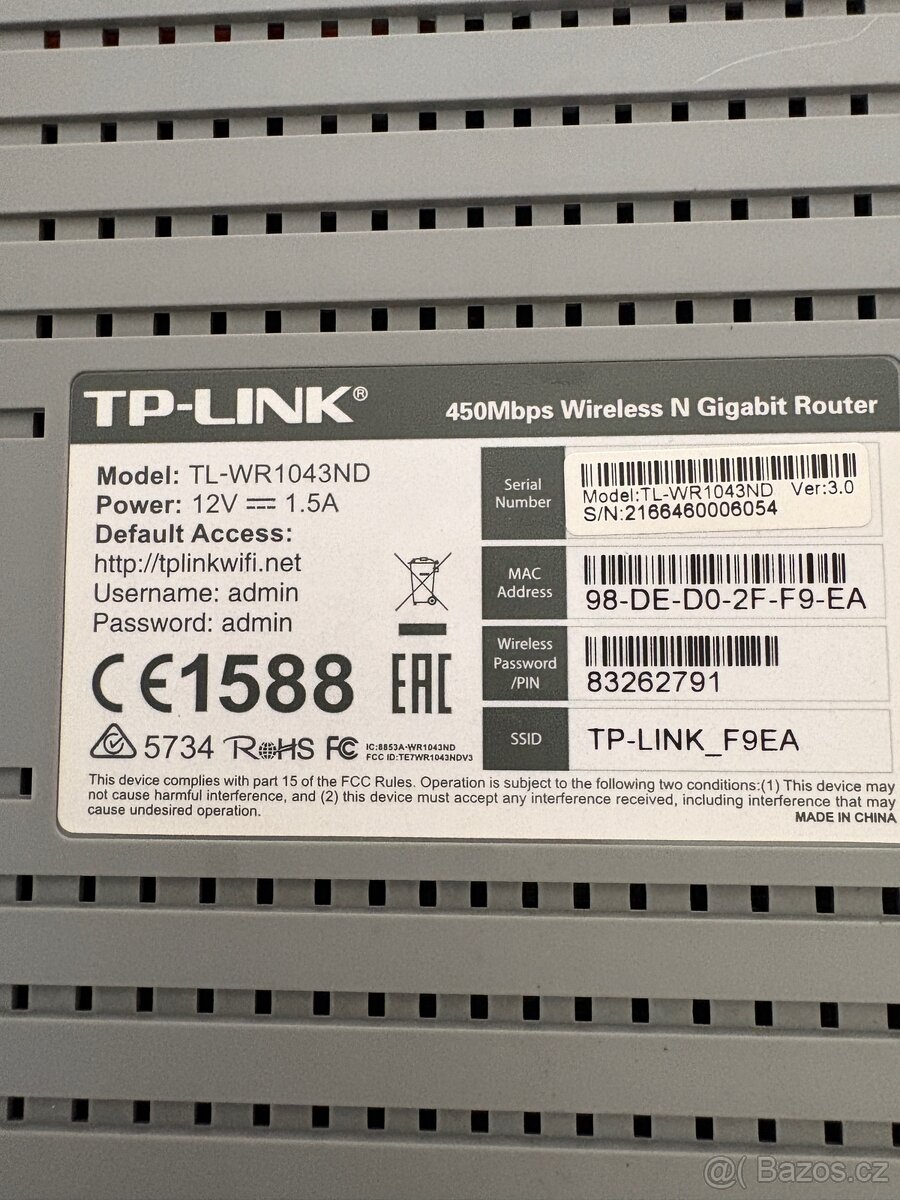 TP-LINK®
450Mbps Wireless N Gigabit Router
Model: TL-WR1043ND
Power: 12V ⎓ 1.5A
Default Access:
http://tplinkwifi.net
Username: admin
Password: admin
CE1588
EAC
5734 RoHS FC
IC:8853A-WR1043ND
FCC ID:TE7WR1043NDV3
Serial
Number
Model:TL-WR1043ND Ver:3.0
S/N:2166460006054
MAC
Address
98-DE-D0-2F-F9-EA
Wireless
Password
/PIN
83262791
SSID
TP-LINK_F9EA
This device complies with part 15 of the FCC Rules. Operation is subject to the following two conditions:(1) This device may
not cause harmful interference, and (2) this device must accept any interference received, including interference that may
cause undesired operation.
MADE IN CHINA
@( Bazos.cz